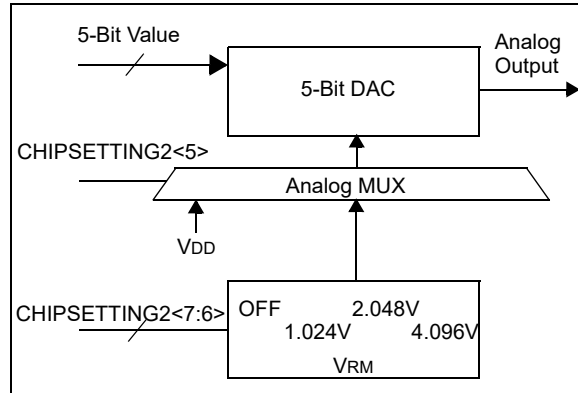 5-Bit Value
Analog
Output
5-Bit DAC
CHIPSETTING2<5>
Analog MUX
VDD
CHIPSETTING2<7:6>
OFF 2.048V
1.024V 4.096V
VRM